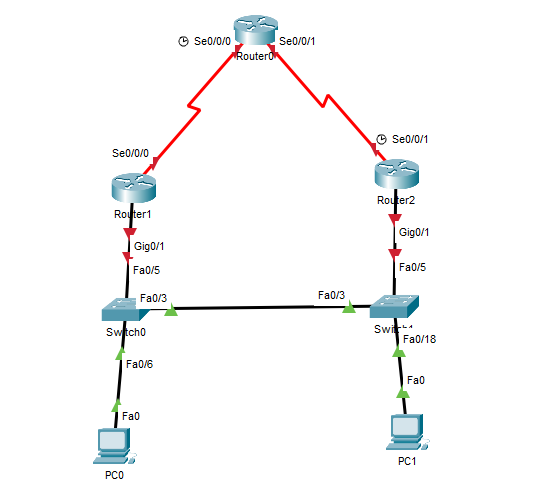 Se0/0/0 Se0/0/1
Router0
Se0/0/1
Se0/0/0
Router1
Router2
Gig0/1
Gig0/1
Fa0/5
Fa0/5
Fa0/3
Fa0/3
Switch0
Fa0/18
Fa0/6
Fa0
Fa0
PC1
PC0